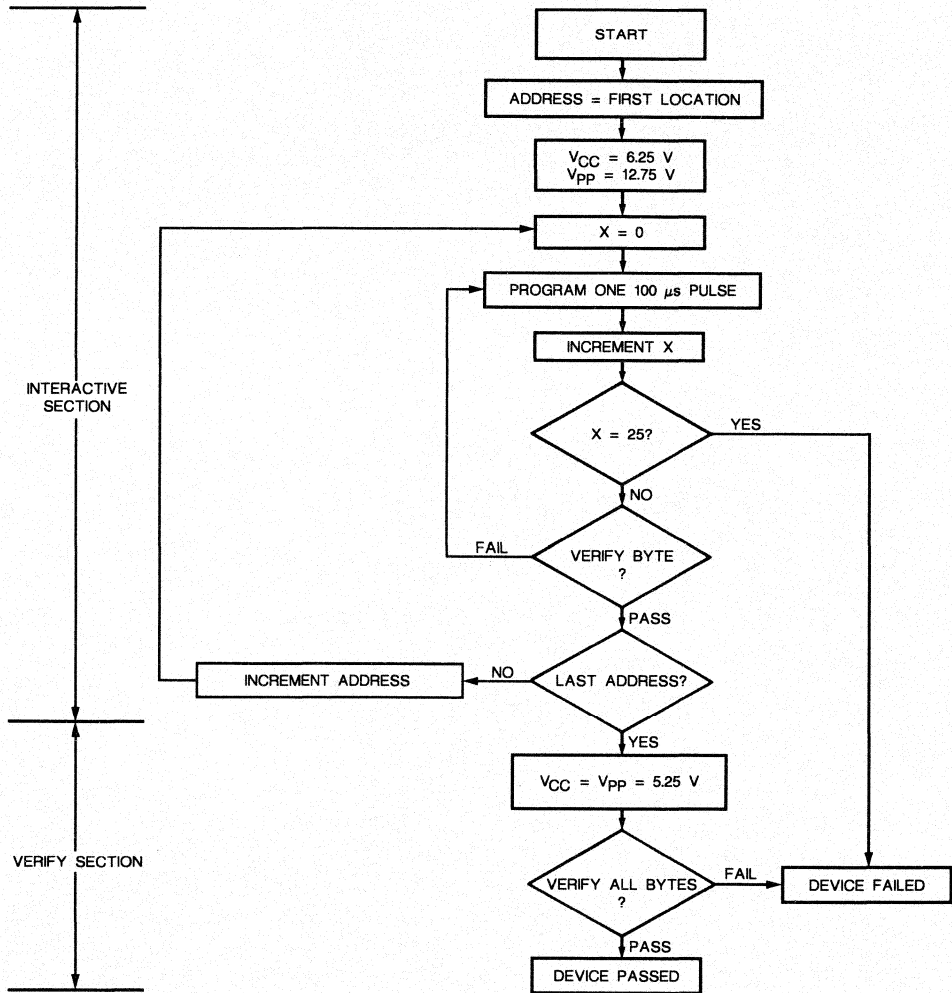 START
ADDRESS = FIRST LOCATION
VCC = 6.25 V
VPP = 12.75 V
X = 0
PROGRAM ONE 100 μs PULSE
INCREMENT X
INTERACTIVE
SECTION
X = 25?
YES
NO
VERIFY BYTE
?
FAIL
PASS
LAST ADDRESS?
NO
INCREMENT ADDRESS
YES
VCC = VPP = 5.25 V
VERIFY SECTION
VERIFY ALL BYTES
?
FAIL
DEVICE FAILED
PASS
DEVICE PASSED